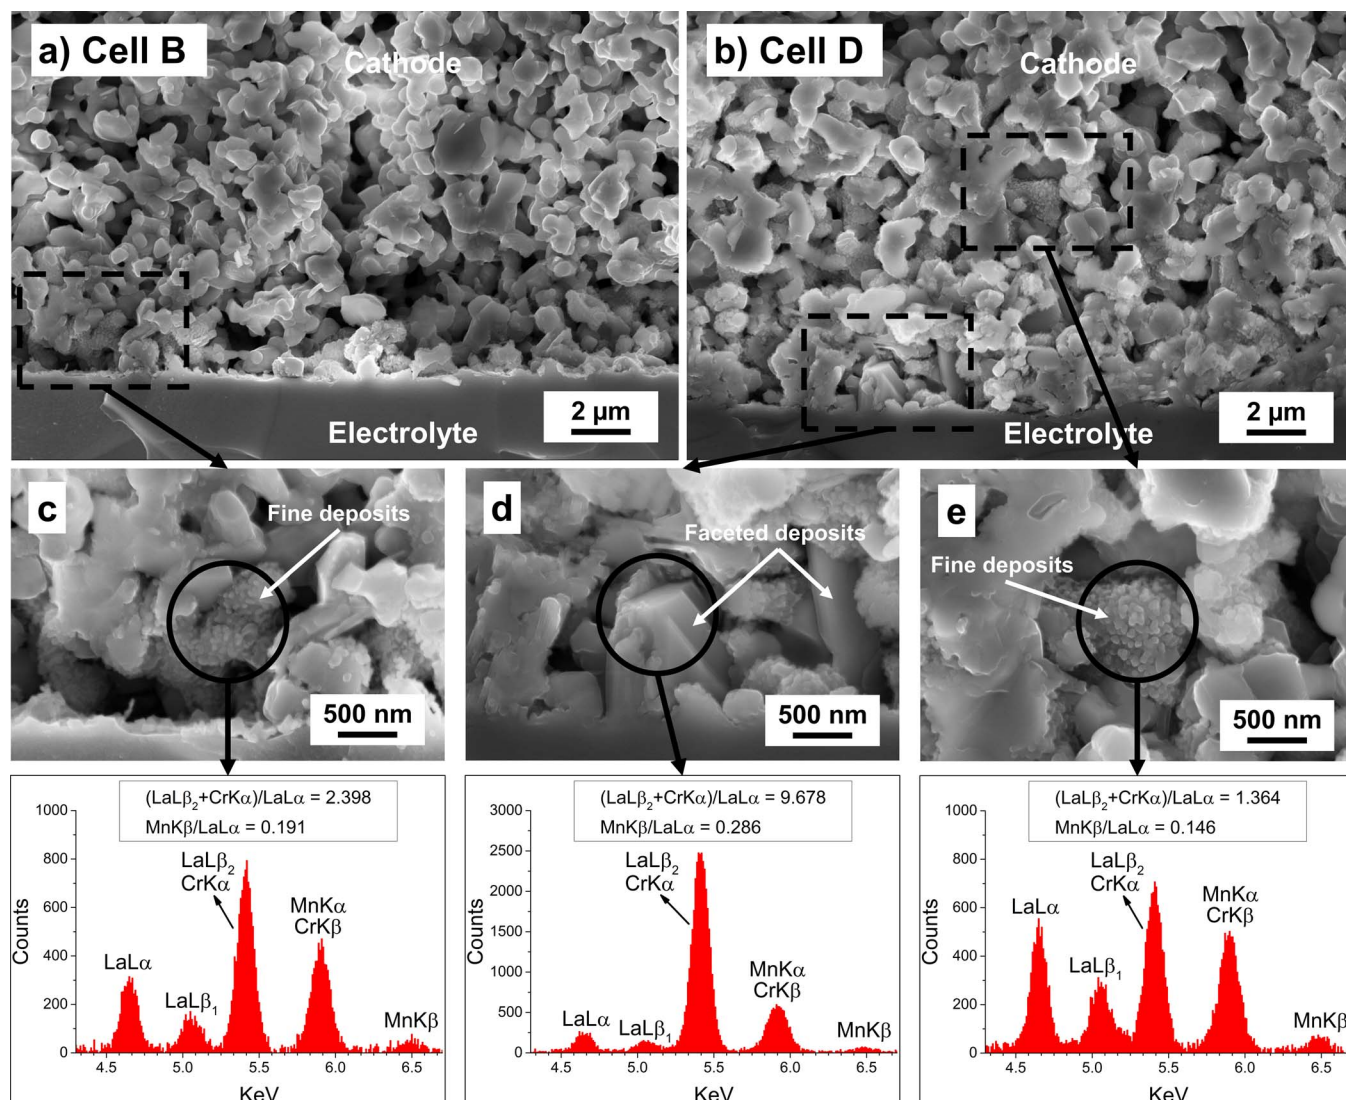 a) Cell B
Cathode
2 µm
Electrolyte
b) Cell D
Cathode
2 µm
Electrolyte
c
Fine deposits
500 nm
d
Faceted deposits
500 nm
e
Fine deposits
500 nm
(LaLβ₂+CrKα)/LaLα = 2.398
MnKβ/LaLα = 0.191
1000
800
600
400
200
0
Counts
LaLα
LaLβ₁
LaLβ₂
CrKα
MnKα
CrKβ
MnKβ
4.5 5.0 5.5 6.0 6.5
KeV
(LaLβ₂+CrKα)/LaLα = 9.678
MnKβ/LaLα = 0.286
3000
2500
2000
1500
1000
500
0
Counts
LaLα
LaLβ₁
LaLβ₂
CrKα
MnKα
CrKβ
MnKβ
4.5 5.0 5.5 6.0 6.5
KeV
(LaLβ₂+CrKα)/LaLα = 1.364
MnKβ/LaLα = 0.146
1000
800
600
400
200
0
Counts
LaLα
LaLβ₁
LaLβ₂
CrKα
MnKα
CrKβ
MnKβ
4.5 5.0 5.5 6.0 6.5
KeV